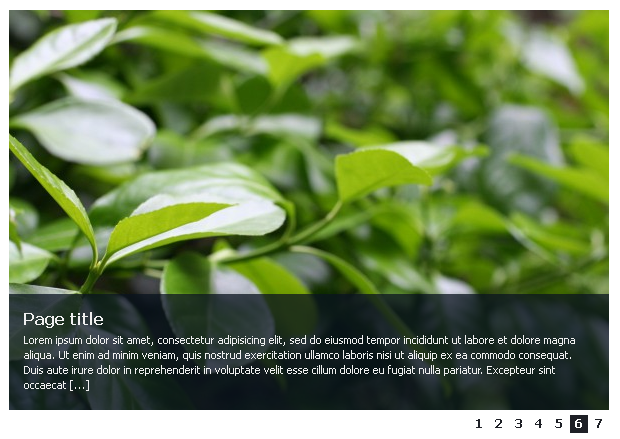 Page title
Lorem ipsum dolor sit amet, consectetur adipisicing elit, sed do eiusmod tempor incididunt ut labore et dolore magna
aliqua. Ut enim ad minim veniam, quis nostrud exercitation ullamco laboris nisi ut aliquip ex ea commodo consequat.
Duis aute irure dolor in reprehenderit in voluptate velit esse cillum dolore eu fugiat nulla pariatur. Excepteur sint
occaecat [...]
1 2 3 4 5 6 7